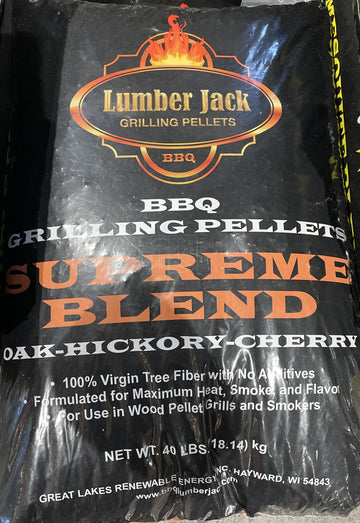 Lumber Jack
GRILLING PELLETS
BBQ
BBQ
GRILLING PELLETS
SUPREME
BLEND
OAK-HICKORY-CHERRY
• 100% Virgin Tree Fiber with No Additives
• Formulated for Maximum Heat, Smoke, and Flavor
• For Use in Wood Pellet Grills and Smokers
NET WT. 40 LBS. (18.14) kg
GREAT LAKES RENEWABLE ENERGY, INC. HAYWARD, WI 54843